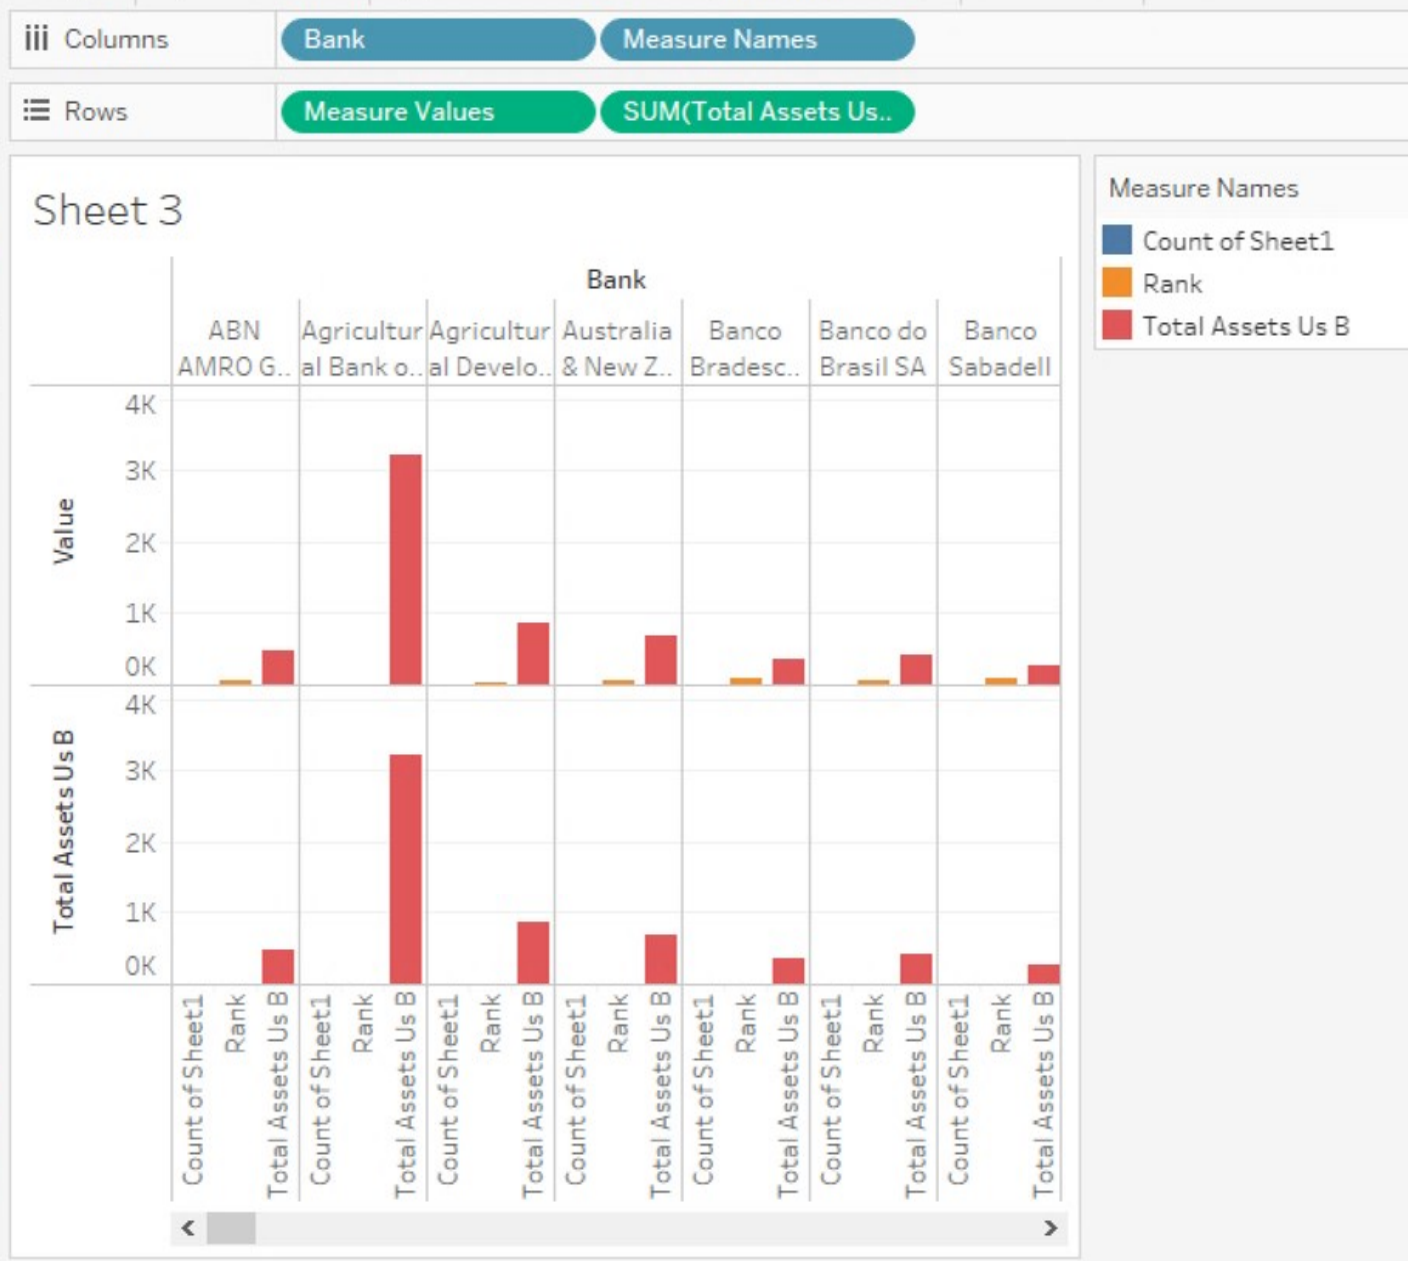 Columns
Bank
Measure Names
Rows
Measure Values
SUM(Total Assets Us..
Sheet 3
Measure Names
Count of Sheet1
Rank
Total Assets Us B
Bank
ABN
AMRO G..
Agricultur
al Bank o..
Agricultur
al Develo..
Australia
& New Z..
Banco
Bradesc..
Banco do
Brasil SA
Banco
Sabadell
Value
4K
3K
2K
1K
0K
Total Assets Us B
4K
3K
2K
1K
0K
Count of Sheet1
Rank
Total Assets Us B
Count of Sheet1
Rank
Total Assets Us B
Count of Sheet1
Rank
Total Assets Us B
Count of Sheet1
Rank
Total Assets Us B
Count of Sheet1
Rank
Total Assets Us B
Count of Sheet1
Rank
Total Assets Us B
Count of Sheet1
Rank
Total Assets Us B